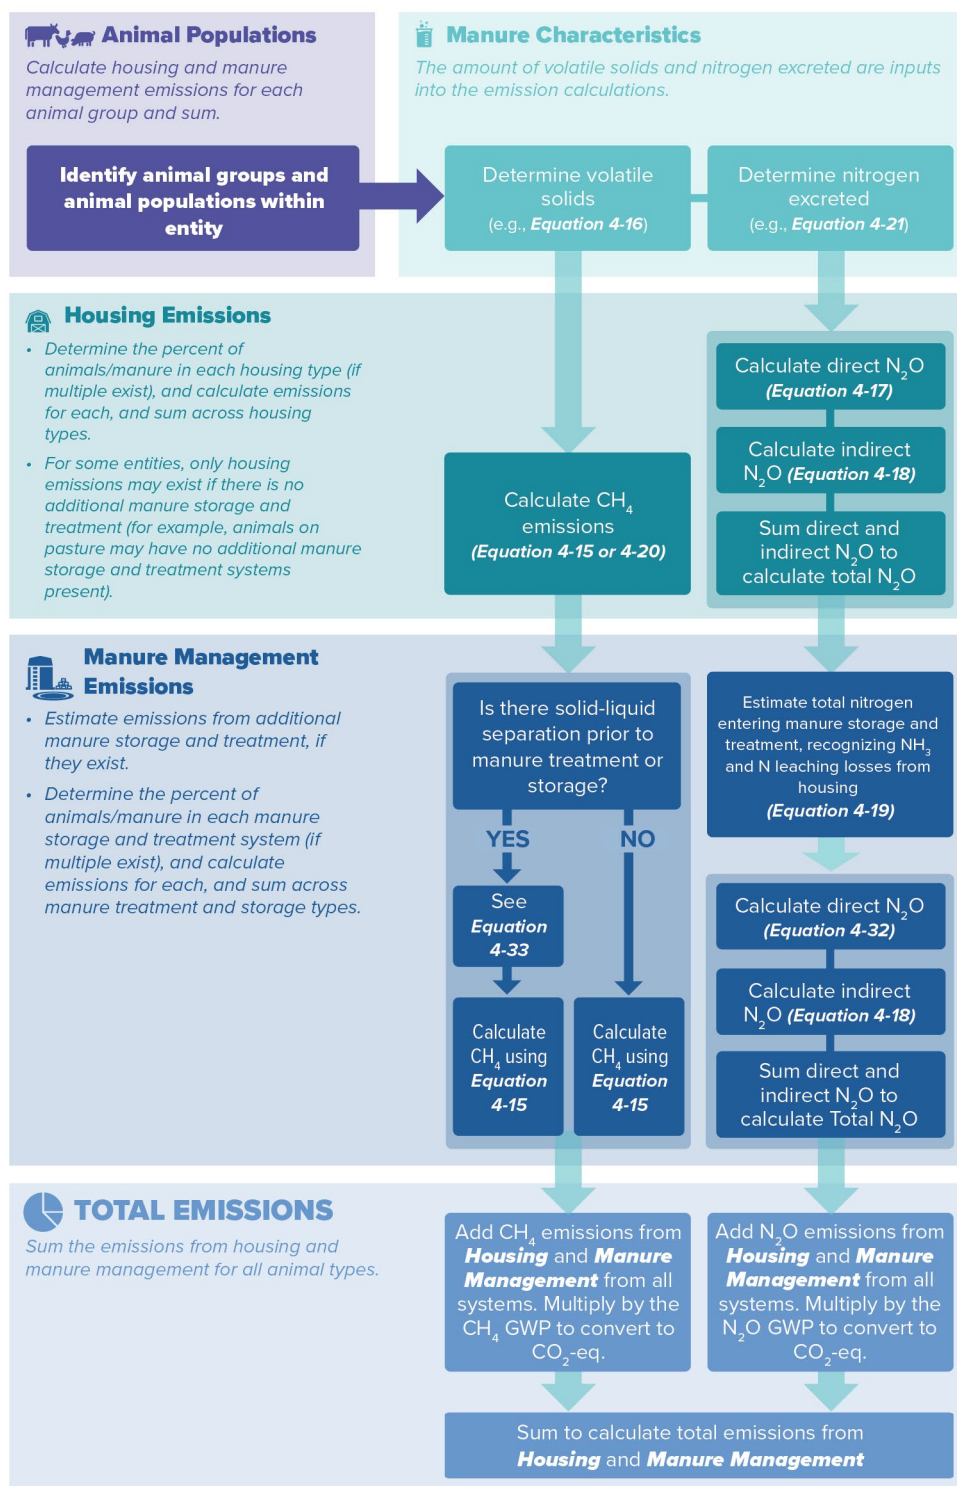 Animal Populations
Calculate housing and manure
management emissions for each
animal group and sum.
Identify animal groups and
animal populations within
entity
Manure Characteristics
The amount of volatile solids and nitrogen excreted are inputs
into the emission calculations.
Determine volatile
solids
(e.g., Equation 4-16)
Determine nitrogen
excreted
(e.g., Equation 4-21)
Housing Emissions
• Determine the percent of
animals/manure in each housing type (if
multiple exist), and calculate emissions
for each, and sum across housing
types.
• For some entities, only housing
emissions may exist if there is no
additional manure storage and
treatment (for example, animals on
pasture may have no additional manure
storage and treatment systems
present).
Calculate CH₄
emissions
(Equation 4-15 or 4-20)
Calculate direct N₂O
(Equation 4-17)
Calculate indirect
N₂O (Equation 4-18)
Sum direct and
indirect N₂O to
calculate total N₂O
Manure Management
Emissions
• Estimate emissions from additional
manure storage and treatment, if
they exist.
• Determine the percent of
animals/manure in each manure
storage and treatment system (if
multiple exist), and calculate
emissions for each, and sum across
manure treatment and storage types.
Is there solid-liquid
separation prior to
manure treatment or
storage?
YES
NO
See
Equation
4-33
Calculate
CH₄ using
Equation
4-15
Calculate
CH₄ using
Equation
4-15
Estimate total nitrogen
entering manure storage and
treatment, recognizing NH₃
and N leaching losses from
housing
(Equation 4-19)
Calculate direct N₂O
(Equation 4-32)
Calculate indirect
N₂O (Equation 4-18)
Sum direct and
indirect N₂O to
calculate Total N₂O
TOTAL EMISSIONS
Sum the emissions from housing and
manure management for all animal types.
Add CH₄ emissions from
Housing and Manure
Management from all
systems. Multiply by the
CH₄ GWP to convert to
CO₂-eq.
Add N₂O emissions from
Housing and Manure
Management from all
systems. Multiply by the
N₂O GWP to convert to
CO₂-eq.
Sum to calculate total emissions from
Housing and Manure Management